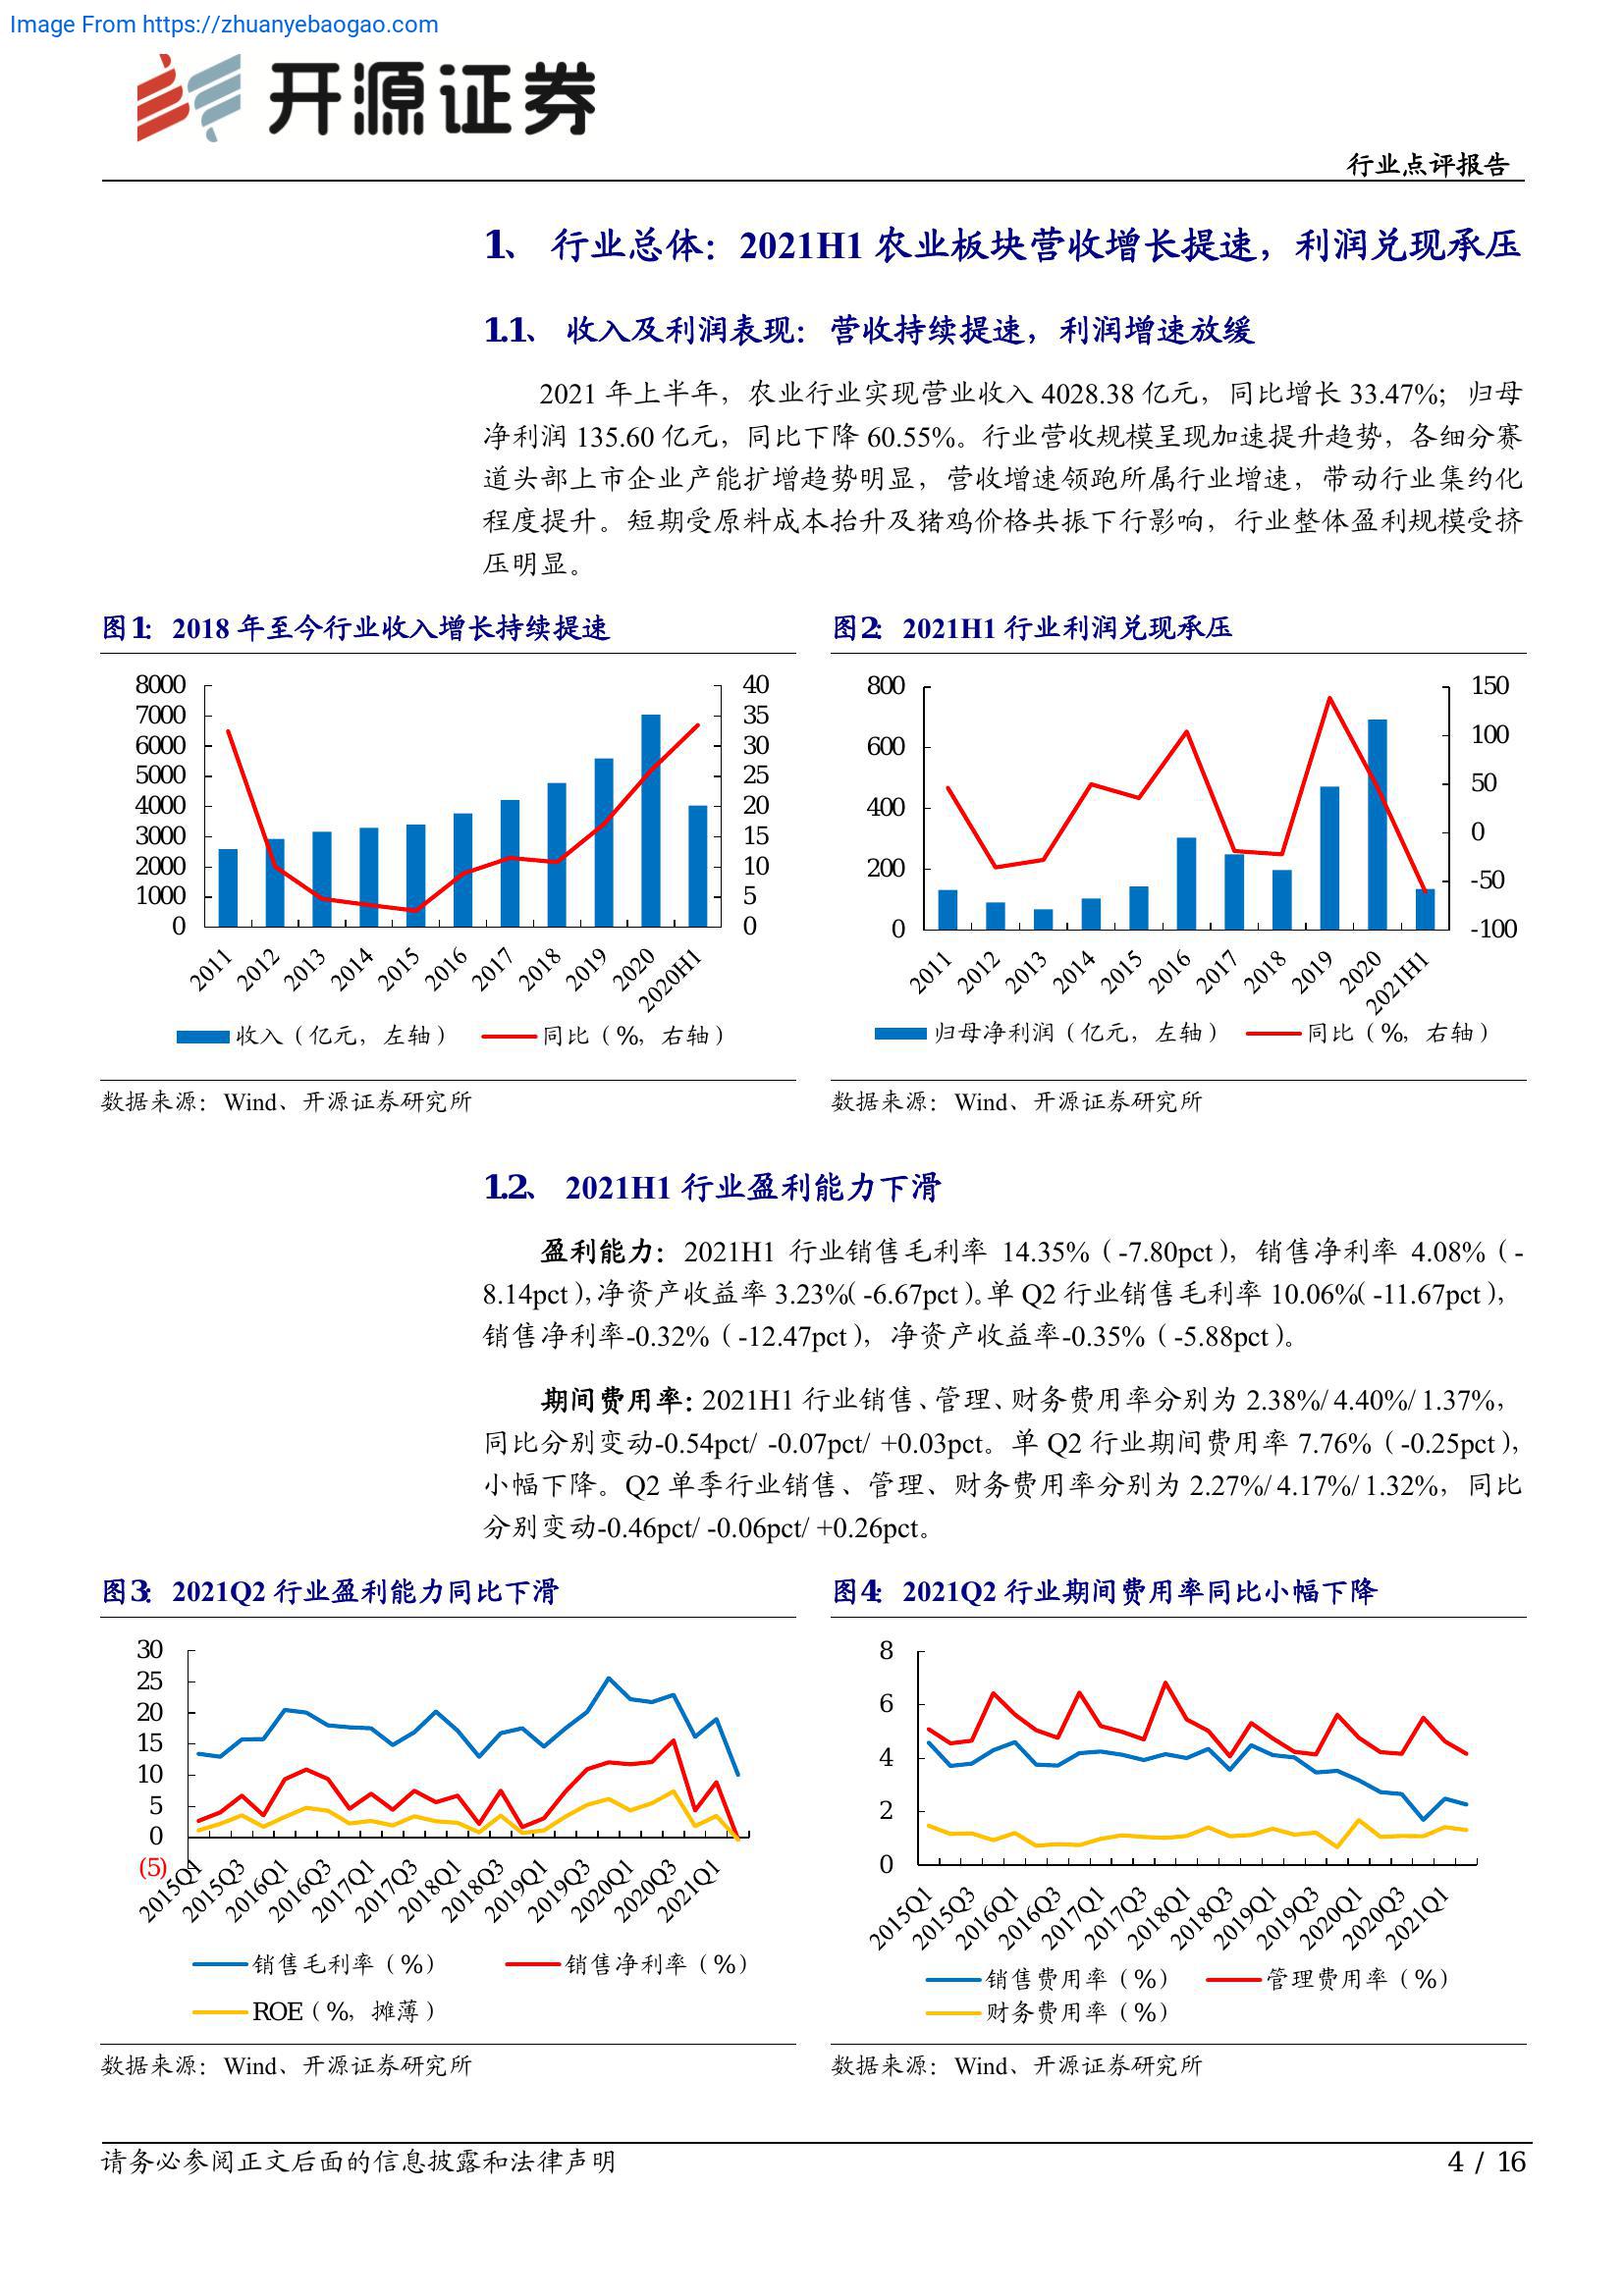 Image From https://zhuanyebaogao.com
开源证券
行业点评报告
1、 行业总体：2021H1 农业板块营收增长提速，利润兑现承压
1.1、 收入及利润表现：营收持续提速，利润增速放缓
2021 年上半年，农业行业实现营业收入 4028.38 亿元，同比增长 33.47%；归母
净利润 135.60 亿元，同比下降 60.55%。行业营收规模呈现加速提升趋势，各细分赛
道头部上市企业产能扩增趋势明显，营收增速领跑所属行业增速，带动行业集约化
程度提升。短期受原料成本抬升及猪鸡价格共振下行影响，行业整体盈利规模受挤
压明显。
图1： 2018 年至今行业收入增长持续提速
8000
7000
6000
5000
4000
3000
2000
1000
0
40
35
30
25
20
15
10
5
0
2011
2012
2013
2014
2015
2016
2017
2018
2019
2020
2020H1
收入（亿元，左轴）
同比（%，右轴）
数据来源：Wind、开源证券研究所
图2： 2021H1 行业利润兑现承压
800
600
400
200
0
150
100
50
0
-50
-100
2011
2012
2013
2014
2015
2016
2017
2018
2019
2020
2021H1
归母净利润（亿元，左轴）
同比（%，右轴）
数据来源：Wind、开源证券研究所
1.2、 2021H1 行业盈利能力下滑
盈利能力：2021H1 行业销售毛利率 14.35%（-7.80pct），销售净利率 4.08%（-
8.14pct），净资产收益率 3.23%（-6.67pct）。单 Q2 行业销售毛利率 10.06%（-11.67pct），
销售净利率-0.32%（-12.47pct），净资产收益率-0.35%（-5.88pct）。
期间费用率：2021H1 行业销售、管理、财务费用率分别为 2.38%/ 4.40%/ 1.37%，
同比分别变动-0.54pct/ -0.07pct/ +0.03pct。单 Q2 行业期间费用率 7.76%（-0.25pct），
小幅下降。Q2 单季行业销售、管理、财务费用率分别为 2.27%/ 4.17%/ 1.32%，同比
分别变动-0.46pct/ -0.06pct/ +0.26pct。
图3： 2021Q2 行业盈利能力同比下滑
30
25
20
15
10
5
0
(5)
2015Q1
2015Q3
2016Q1
2016Q3
2017Q1
2017Q3
2018Q1
2018Q3
2019Q1
2019Q3
2020Q1
2020Q3
2021Q1
销售毛利率（%）
销售净利率（%）
ROE（%，摊薄）
数据来源：Wind、开源证券研究所
图4： 2021Q2 行业期间费用率同比小幅下降
8
6
4
2
0
2015Q1
2015Q3
2016Q1
2016Q3
2017Q1
2017Q3
2018Q1
2018Q3
2019Q1
2019Q3
2020Q1
2020Q3
2021Q1
销售费用率（%）
管理费用率（%）
财务费用率（%）
数据来源：Wind、开源证券研究所
请务必参阅正文后面的信息披露和法律声明
4 / 16